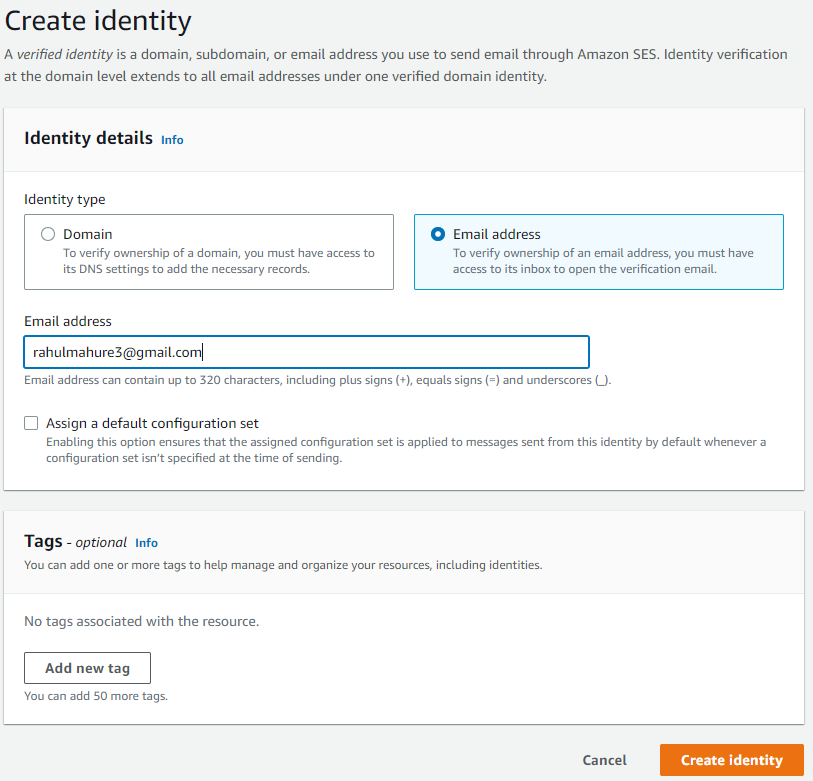 Create identity
A verified identity is a domain, subdomain, or email address you use to send email through Amazon SES. Identity verification
at the domain level extends to all email addresses under one verified domain identity.
Identity details Info
Identity type
Domain
To verify ownership of a domain, you must have access to
its DNS settings to add the necessary records.
Email address
To verify ownership of an email address, you must have
access to its inbox to open the verification email.
Email address
rahulmahure3@gmail.com
Email address can contain up to 320 characters, including plus signs (+), equals signs (=) and underscores (_).
Assign a default configuration set
Enabling this option ensures that the assigned configuration set is applied to messages sent from this identity by default whenever a
configuration set isn't specified at the time of sending.
Tags - optional Info
You can add one or more tags to help manage and organize your resources, including identities.
No tags associated with the resource.
Add new tag
You can add 50 more tags.
Cancel Create identity